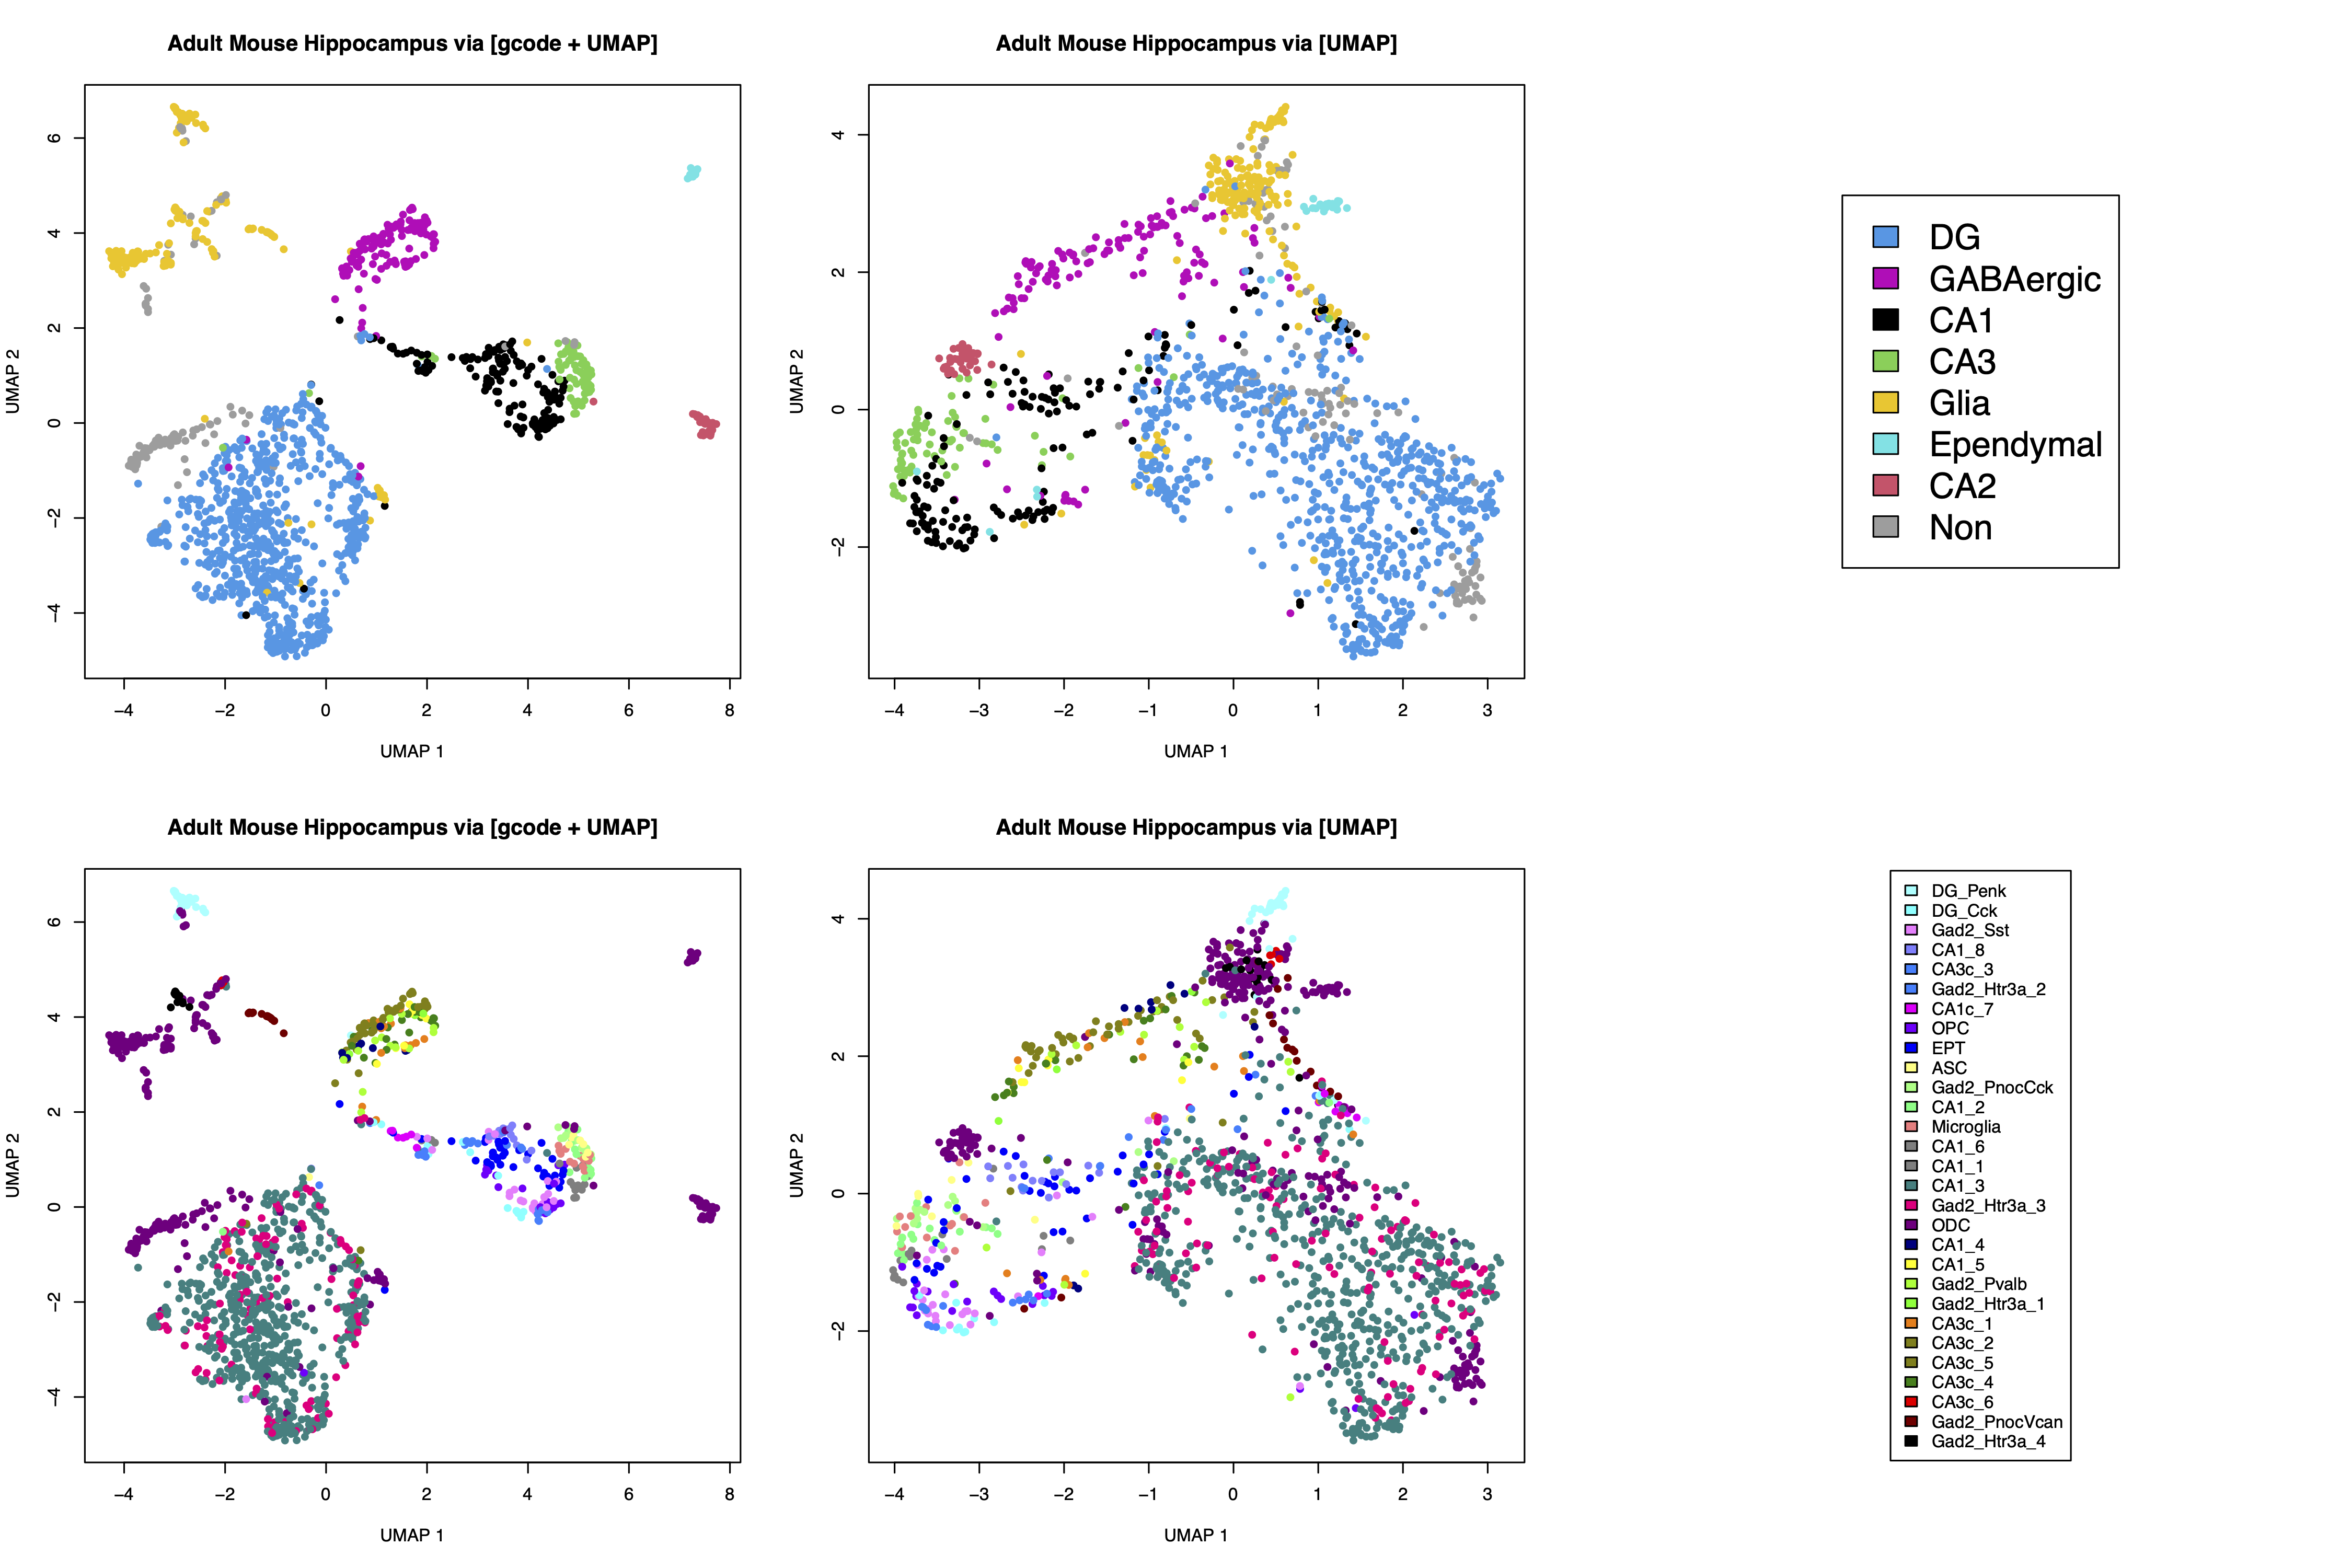 Adult Mouse Hippocampus via [gcode + UMAP]
UMAP 2
6
4
2
0
−2
−4
−4 −2 0 2 4 6 8
UMAP 1
Adult Mouse Hippocampus via [UMAP]
UMAP 2
4
2
0
−2
−4 −3 −2 −1 0 1 2 3
UMAP 1
DG
GABAergic
CA1
CA3
Glia
Ependymal
CA2
Non
Adult Mouse Hippocampus via [gcode + UMAP]
UMAP 2
6
4
2
0
−2
−4
−4 −2 0 2 4 6 8
UMAP 1
Adult Mouse Hippocampus via [UMAP]
UMAP 2
4
2
0
−2
−4 −3 −2 −1 0 1 2 3
UMAP 1
DG_Penk
DG_Cck
Gad2_Sst
CA1_8
CA3c_3
Gad2_Htr3a_2
CA1c_7
OPC
EPT
ASC
Gad2_PnocCck
CA1_2
Microglia
CA1_6
CA1_1
CA1_3
Gad2_Htr3a_3
ODC
CA1_4
CA1_5
Gad2_Pvalb
Gad2_Htr3a_1
CA3c_1
CA3c_2
CA3c_5
CA3c_4
CA3c_6
Gad2_PnocVcan
Gad2_Htr3a_4